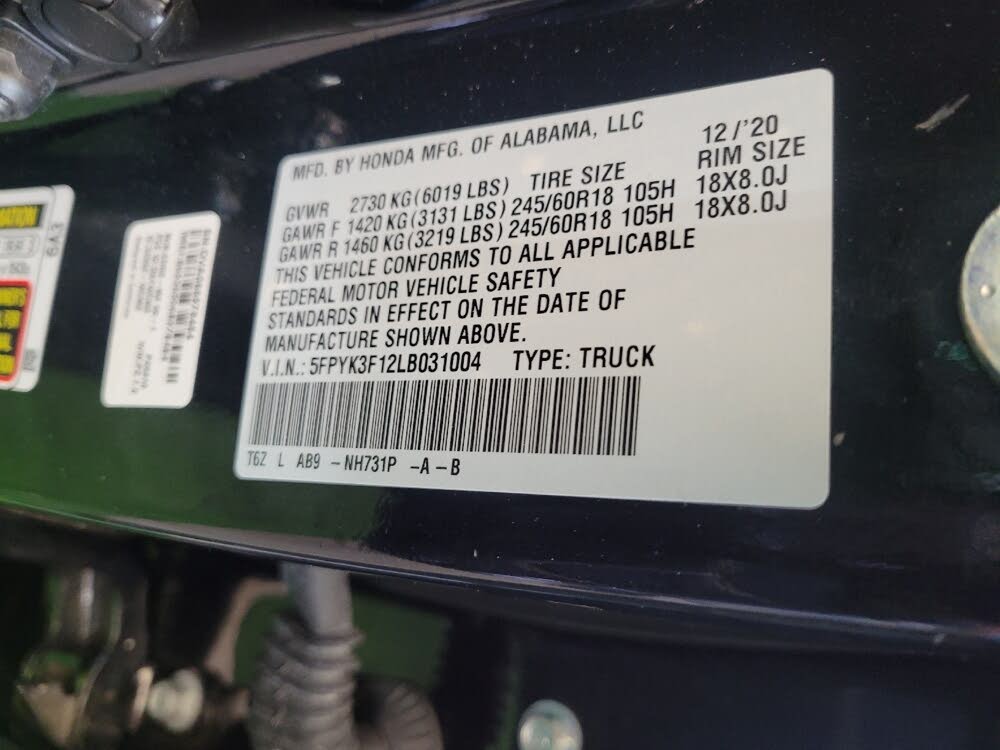 MFD. BY HONDA MFG. OF ALABAMA, LLC 12/'20
GVWR 2730 KG(6019 LBS) TIRE SIZE RIM SIZE
GAWR F 1420 KG(3131 LBS) 245/60R18 105H 18X8.0J
GAWR R 1460 KG(3219 LBS) 245/60R18 105H 18X8.0J
THIS VEHICLE CONFORMS TO ALL APPLICABLE
FEDERAL MOTOR VEHICLE SAFETY
STANDARDS IN EFFECT ON THE DATE OF
MANUFACTURE SHOWN ABOVE.
V.I.N.: 5FPYK3F12LB031004 TYPE: TRUCK
T6Z L AB9 -NH731P -A-B
6A3